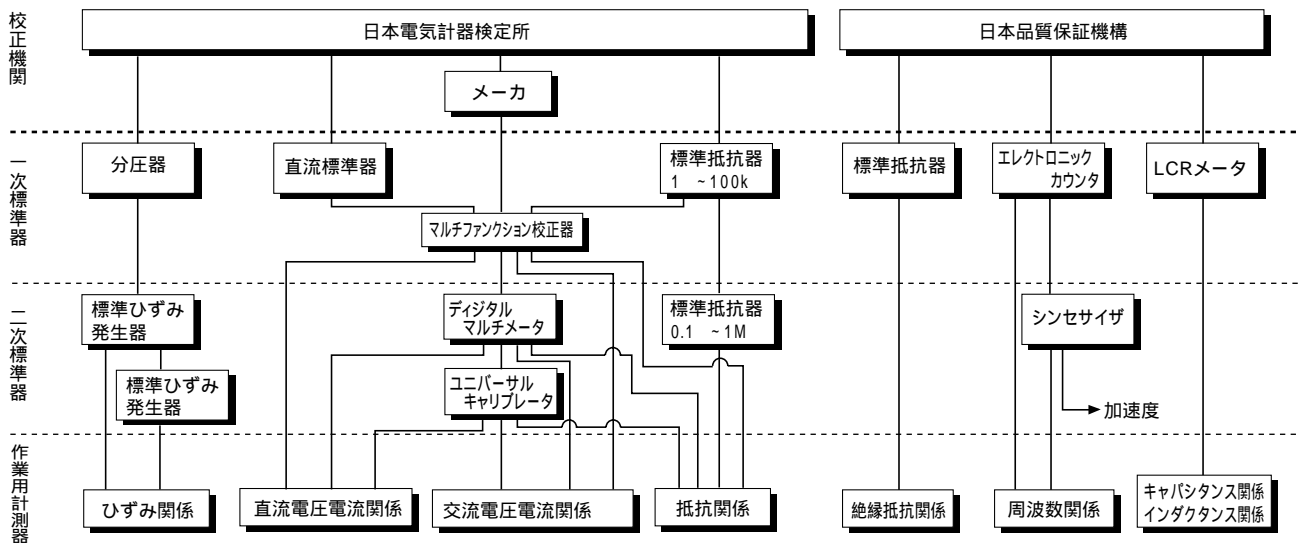 校正機関
日本電気計器検定所
日本品質保証機構
メーカ
一次標準器
分圧器
直流標準器
標準抵抗器
1 ~100k
標準抵抗器
エレクトロニック
カウンタ
LCRメータ
マルチファンクション校正器
二次標準器
標準ひずみ
発生器
ディジタル
マルチメータ
標準抵抗器
0.1 ~1M
シンセサイザ
標準ひずみ
発生器
ユニバーサル
キャリブレータ
加速度
作業用計測器
ひずみ関係
直流電圧電流関係
交流電圧電流関係
抵抗関係
絶縁抵抗関係
周波数関係
キャパシタンス関係
インダクタンス関係